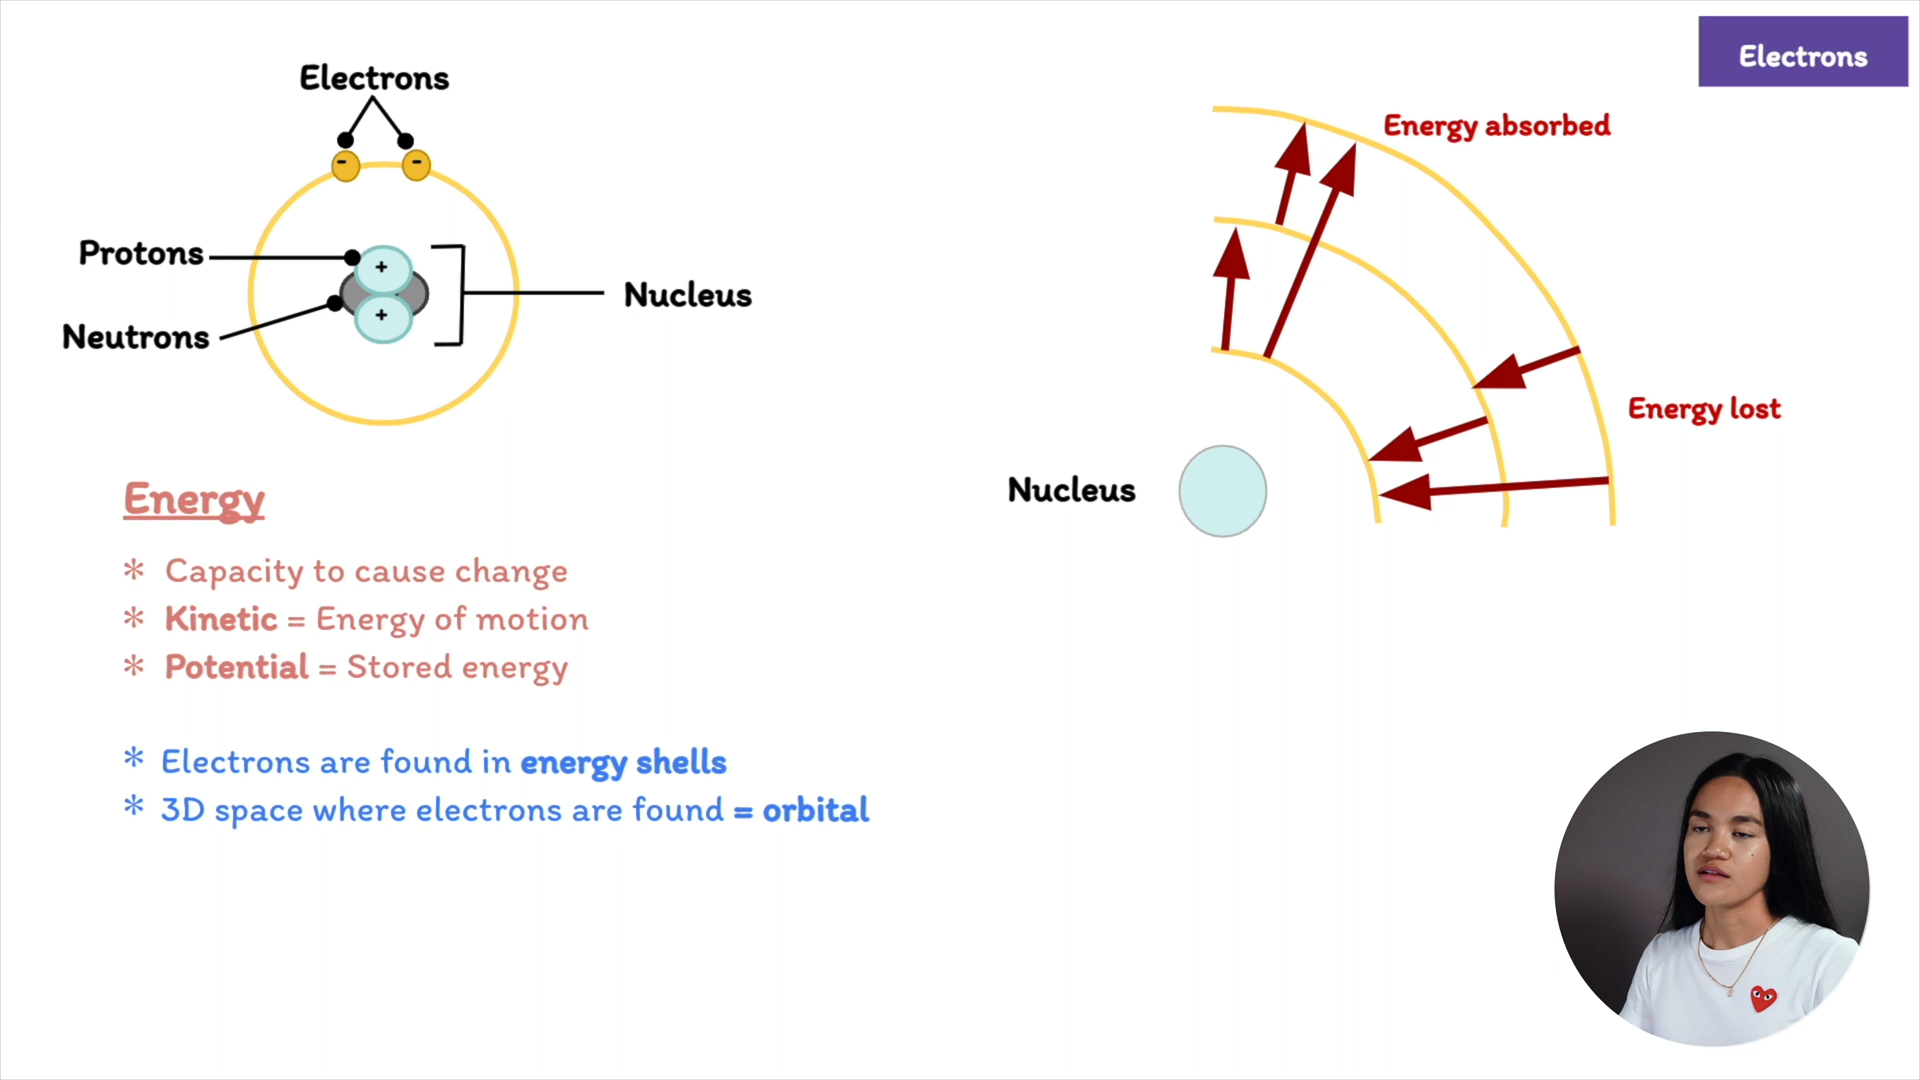 Electrons
Electrons
-
-
Protons
+
+
Neutrons
Nucleus
Energy
* Capacity to cause change
* Kinetic = Energy of motion
* Potential = Stored energy
* Electrons are found in energy shells
* 3D space where electrons are found = orbital
Energy absorbed
Energy lost
Nucleus